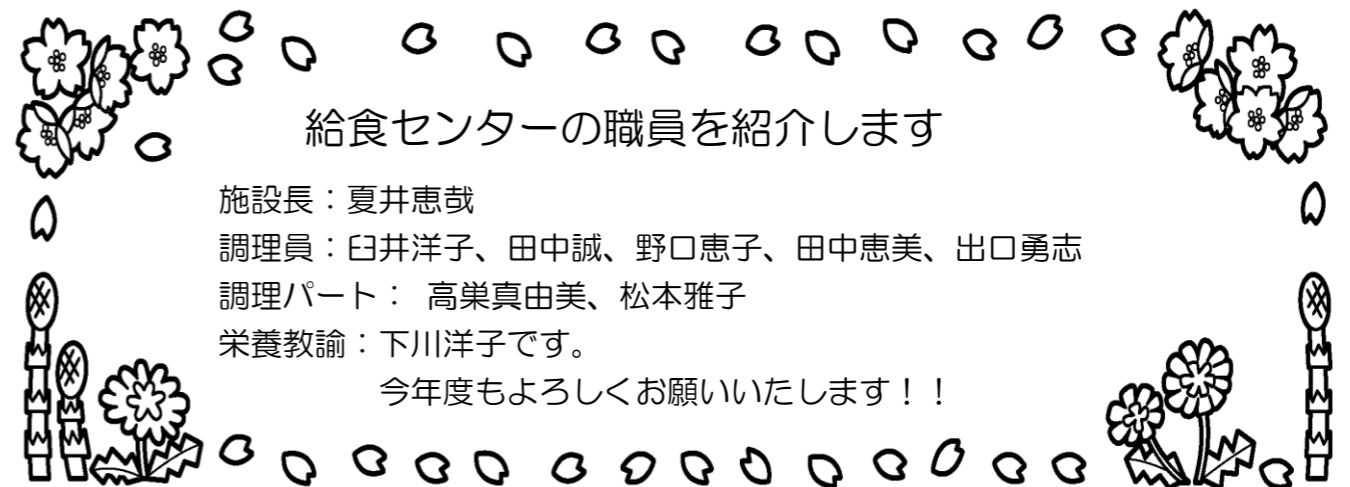 給食センターの職員を紹介します
施設長：夏井恵哉
調理員：臼井洋子、田中誠、野口恵子、田中恵美、出口勇志
調理パート： 高巣真由美、松本雅子
栄養教諭：下川洋子です。
今年度もよろしくお願いいたします！！